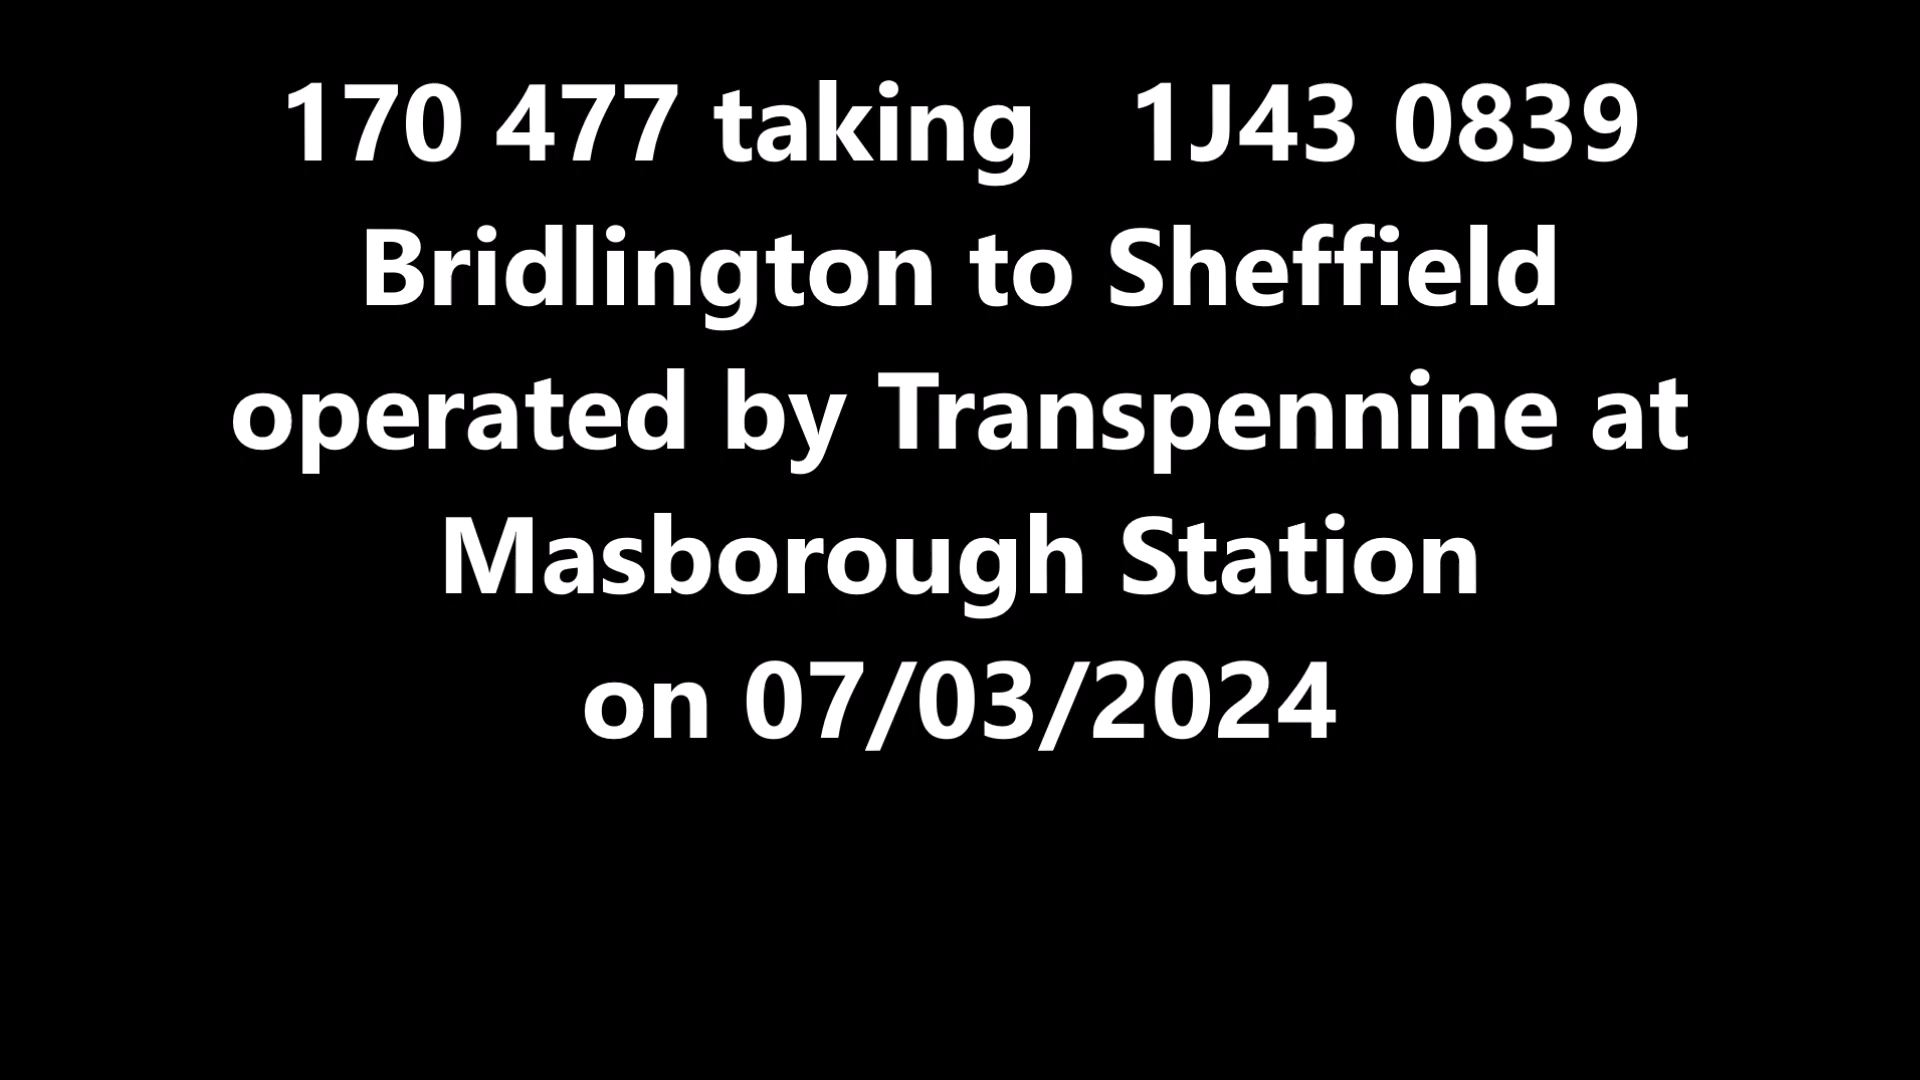 170 477 taking   1J43 0839
Bridlington to Sheffield
operated by Transpennine at
Masborough Station
on 07/03/2024